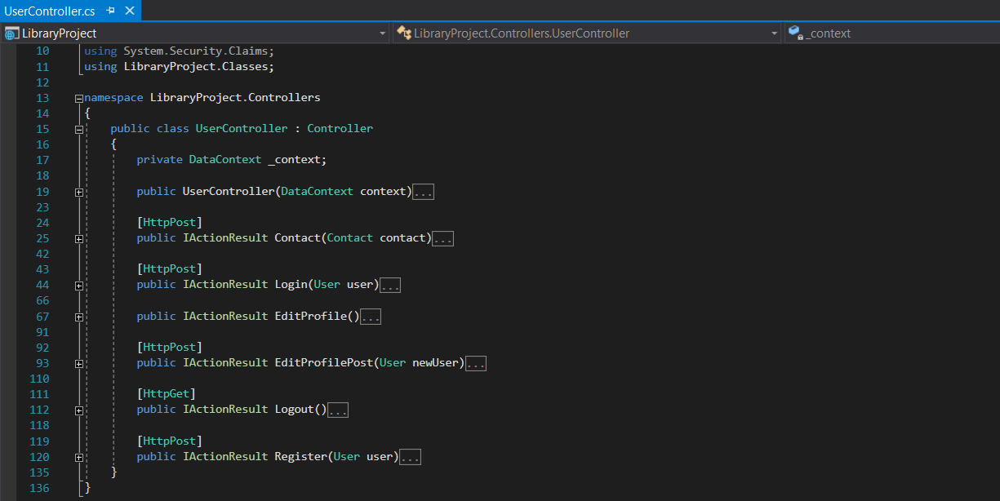 UserController.cs
LibraryProject LibraryProject.Controllers.UserController _context
10 using System.Security.Claims;
11 using LibraryProject.Classes;
12
13 namespace LibraryProject.Controllers
14 {
15 public class UserController : Controller
16 {
17 private DataContext _context;
18
19 public UserController(DataContext context)...
23
24 [HttpPost]
25 public IActionResult Contact(Contact contact)...
42
43 [HttpPost]
44 public IActionResult Login(User user)...
66
67 public IActionResult EditProfile()...
91
92 [HttpPost]
93 public IActionResult EditProfilePost(User newUser)...
110
111 [HttpGet]
112 public IActionResult Logout()...
118
119 [HttpPost]
120 public IActionResult Register(User user)...
135 }
136 }